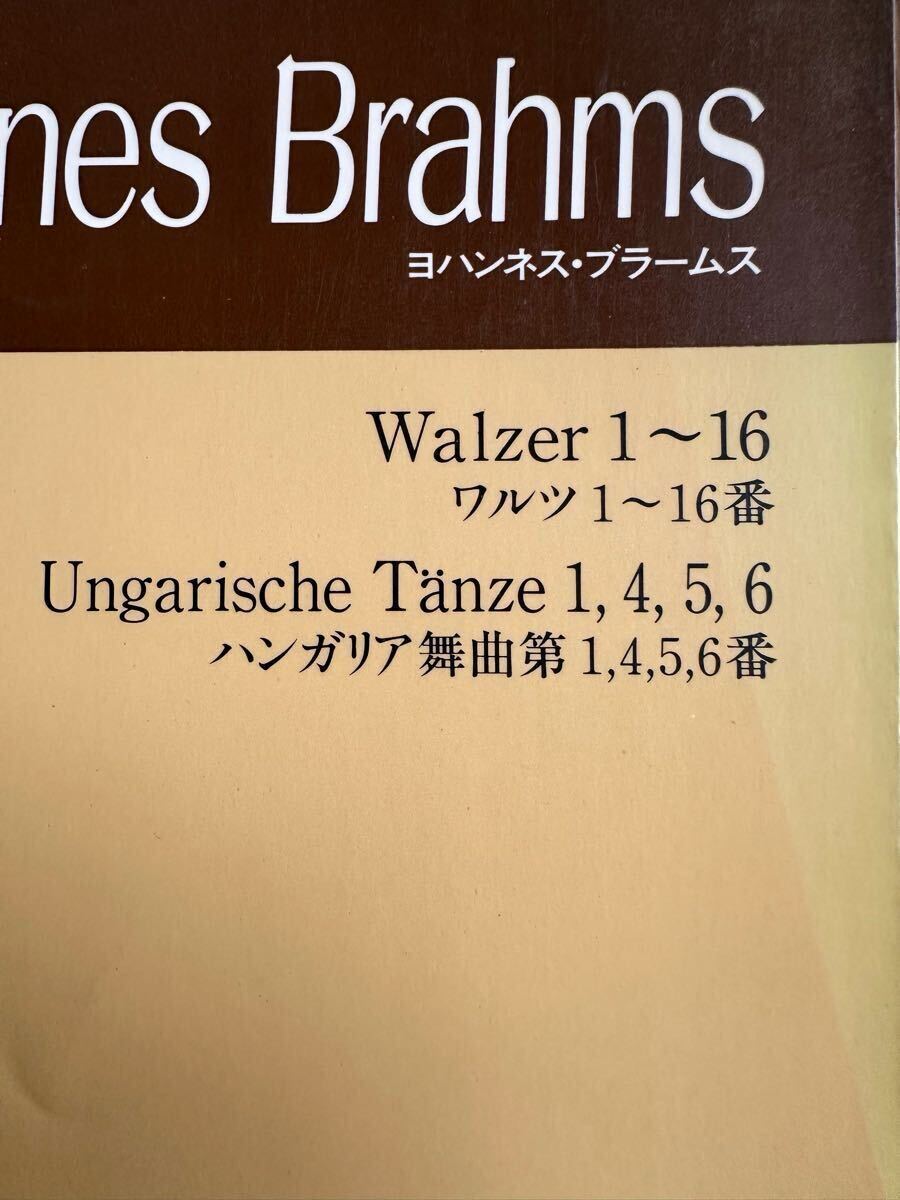 nes Brahms
ヨハンネス・ブラームス
Walzer 1～16
ワルツ 1～16番
Ungarische Tänze 1, 4, 5, 6
ハンガリア舞曲第 1,4,5,6番